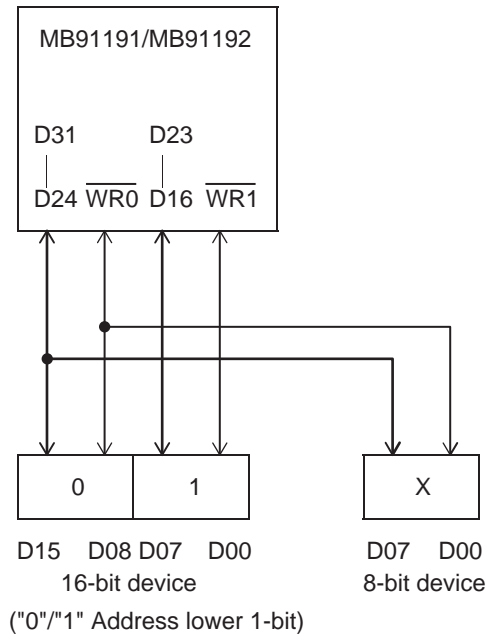 MB91191/MB91192
D31 D23
D24 WR0 D16 WR1
0 1 X
D15 D08 D07 D00 D07 D00
16-bit device 8-bit device
("0"/"1" Address lower 1-bit)